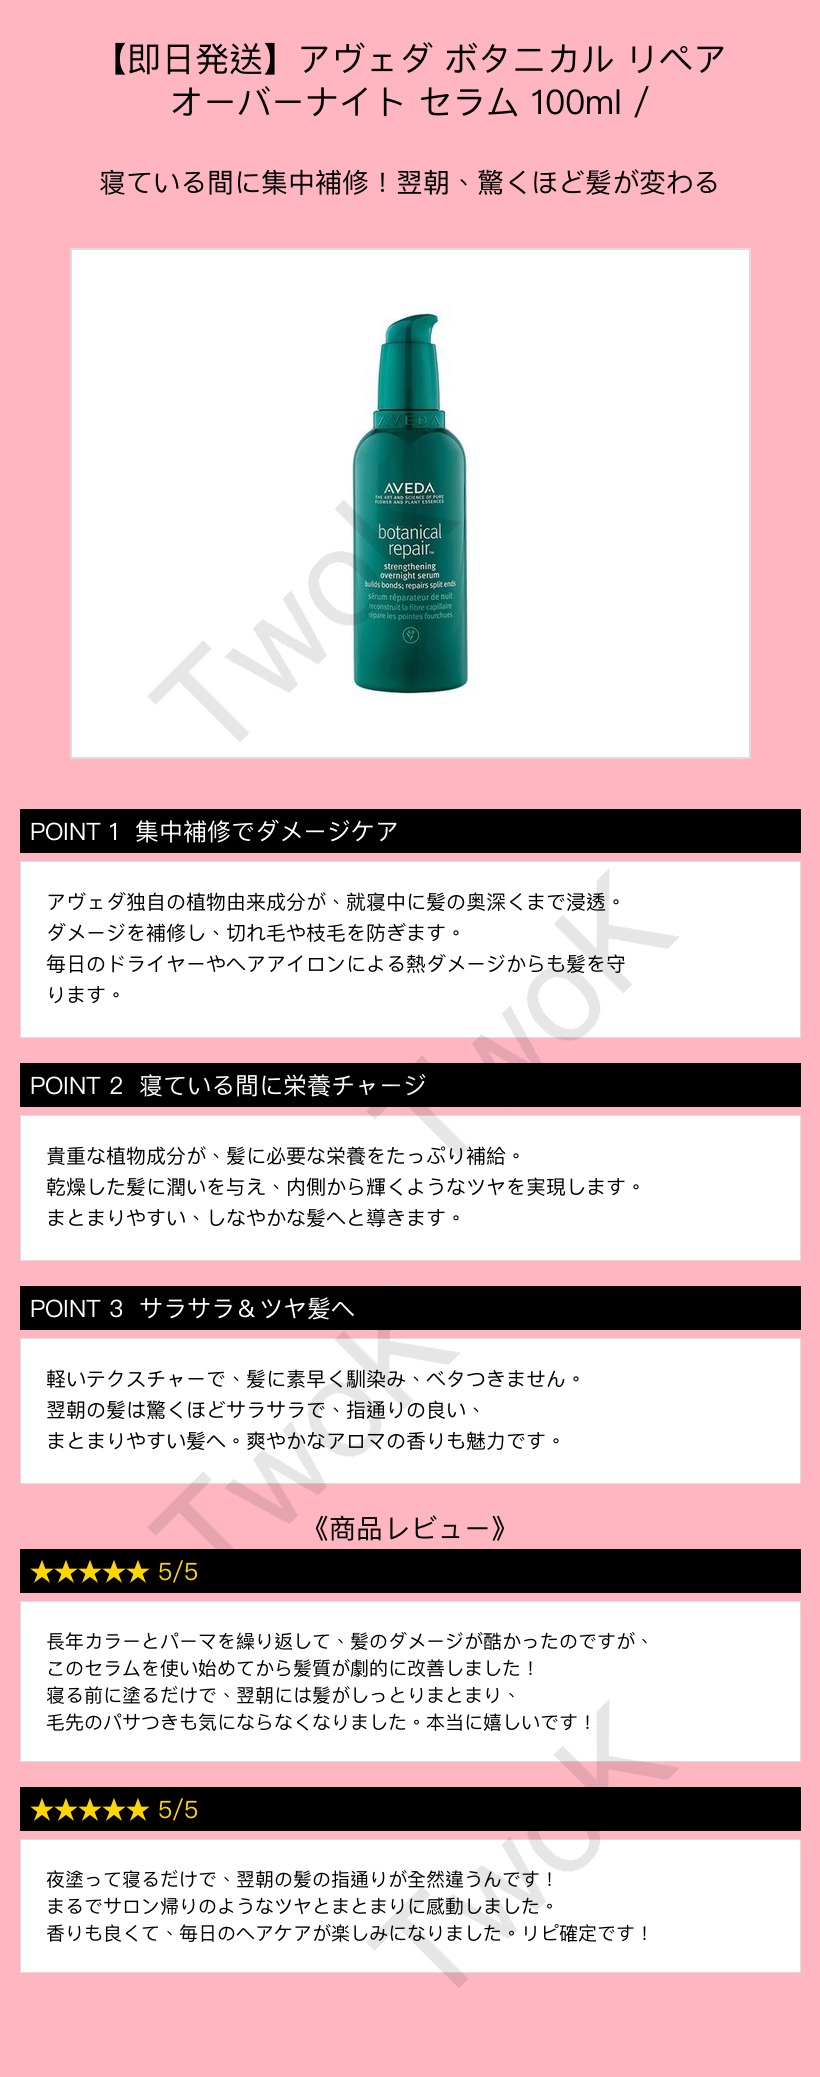 【即日発送】アヴェダ ボタニカル リペア
オーバーナイト セラム 100ml /
寝ている間に集中補修！翌朝、驚くほど髪が変わる
AVEDA
AVEDA
THE ART AND SCIENCE OF PURE
FLOWER AND PLANT ESSENCES
botanical
repair™
strengthening
overnight serum
builds bonds; repairs split ends
sérum réparateur de nuit
reconstruit la fibre capillaire
répare les pointes fourchues
TwoK
POINT 1 集中補修でダメージケア
アヴェダ独自の植物由来成分が、就寝中に髪の奥深くまで浸透。
ダメージを補修し、切れ毛や枝毛を防ぎます。
毎日のドライヤーやヘアアイロンによる熱ダメージからも髪を守
ります。
TwoK
POINT 2 寝ている間に栄養チャージ
貴重な植物成分が、髪に必要な栄養をたっぷり補給。
乾燥した髪に潤いを与え、内側から輝くようなツヤを実現します。
まとまりやすい、しなやかな髪へと導きます。
POINT 3 サラサラ＆ツヤ髪へ
軽いテクスチャーで、髪に素早く馴染み、ベタつきません。
翌朝の髪は驚くほどサラサラで、指通りの良い、
まとまりやすい髪へ。爽やかなアロマの香りも魅力です。
TwoK
《商品レビュー》
★★★★★ 5/5
長年カラーとパーマを繰り返して、髪のダメージが酷かったのですが、
このセラムを使い始めてから髪質が劇的に改善しました！
寝る前に塗るだけで、翌朝には髪がしっとりまとまり、
毛先のパサつきも気にならなくなりました。本当に嬉しいです！
TwoK
★★★★★ 5/5
夜塗って寝るだけで、翌朝の髪の指通りが全然違うんです！
まるでサロン帰りのようなツヤとまとまりに感動しました。
香りも良くて、毎日のヘアケアが楽しみになりました。リピ確定です！